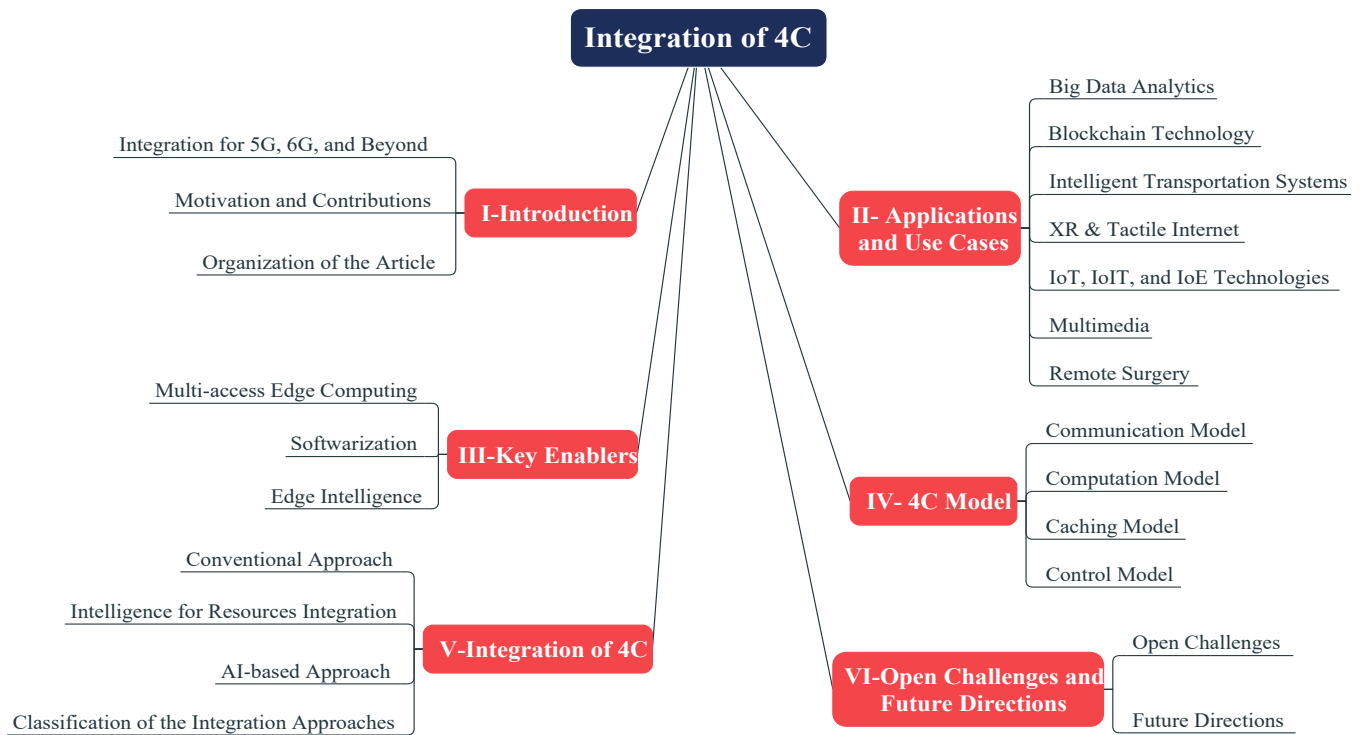 Integration of 4C
Integration for 5G, 6G, and Beyond
Motivation and Contributions
Organization of the Article
I-Introduction
II- Applications
and Use Cases
Big Data Analytics
Blockchain Technology
Intelligent Transportation Systems
XR & Tactile Internet
IoT, IoIT, and IoE Technologies
Multimedia
Remote Surgery
Multi-access Edge Computing
Softwarization
Edge Intelligence
III-Key Enablers
IV- 4C Model
Communication Model
Computation Model
Caching Model
Control Model
Conventional Approach
Intelligence for Resources Integration
AI-based Approach
Classification of the Integration Approaches
V-Integration of 4C
VI-Open Challenges and
Future Directions
Open Challenges
Future Directions